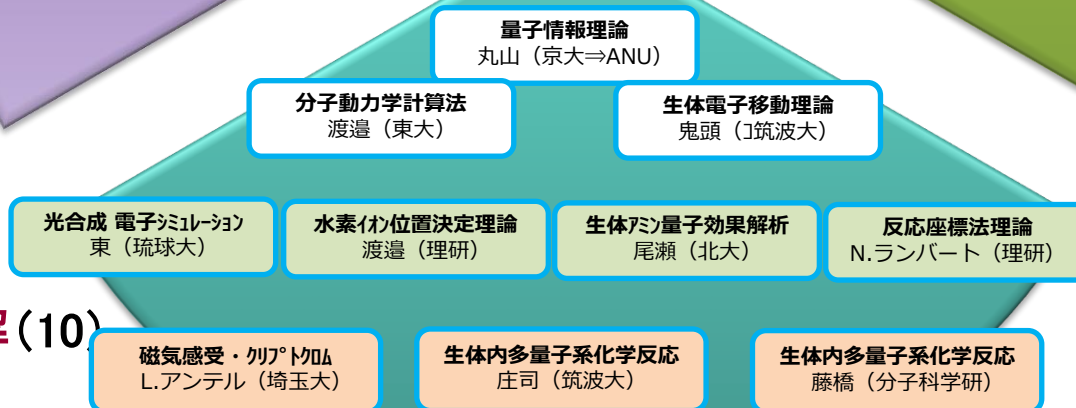 量子情報理論
丸山（京大⇒ANU）
分子動力学計算法
渡邉（東大）
生体電子移動理論
鬼頭（ｺ筑波大）
光合成 電子ｼﾐｭﾚｰｼｮﾝ
東（琉球大）
水素ｲｵﾝ位置決定理論
渡邉（理研）
生体ｱﾐﾝ量子効果解析
尾瀬（北大）
反応座標法理論
N.ランバート（理研）
(10)
磁気感受・ｸﾘﾌﾟﾄｸﾛﾑ
L.アンテル（埼玉大）
生体内多量子系化学反応
庄司（筑波大）
生体内多量子系化学反応
藤橋（分子科学研）